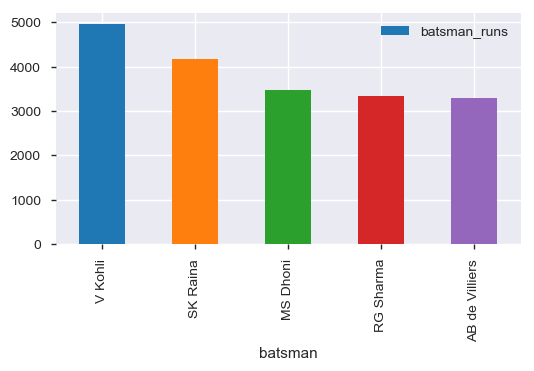 batsman_runs
5000
4000
3000
2000
1000
0
V Kohli
SK Raina
MS Dhoni
RG Sharma
AB de Villiers
batsman